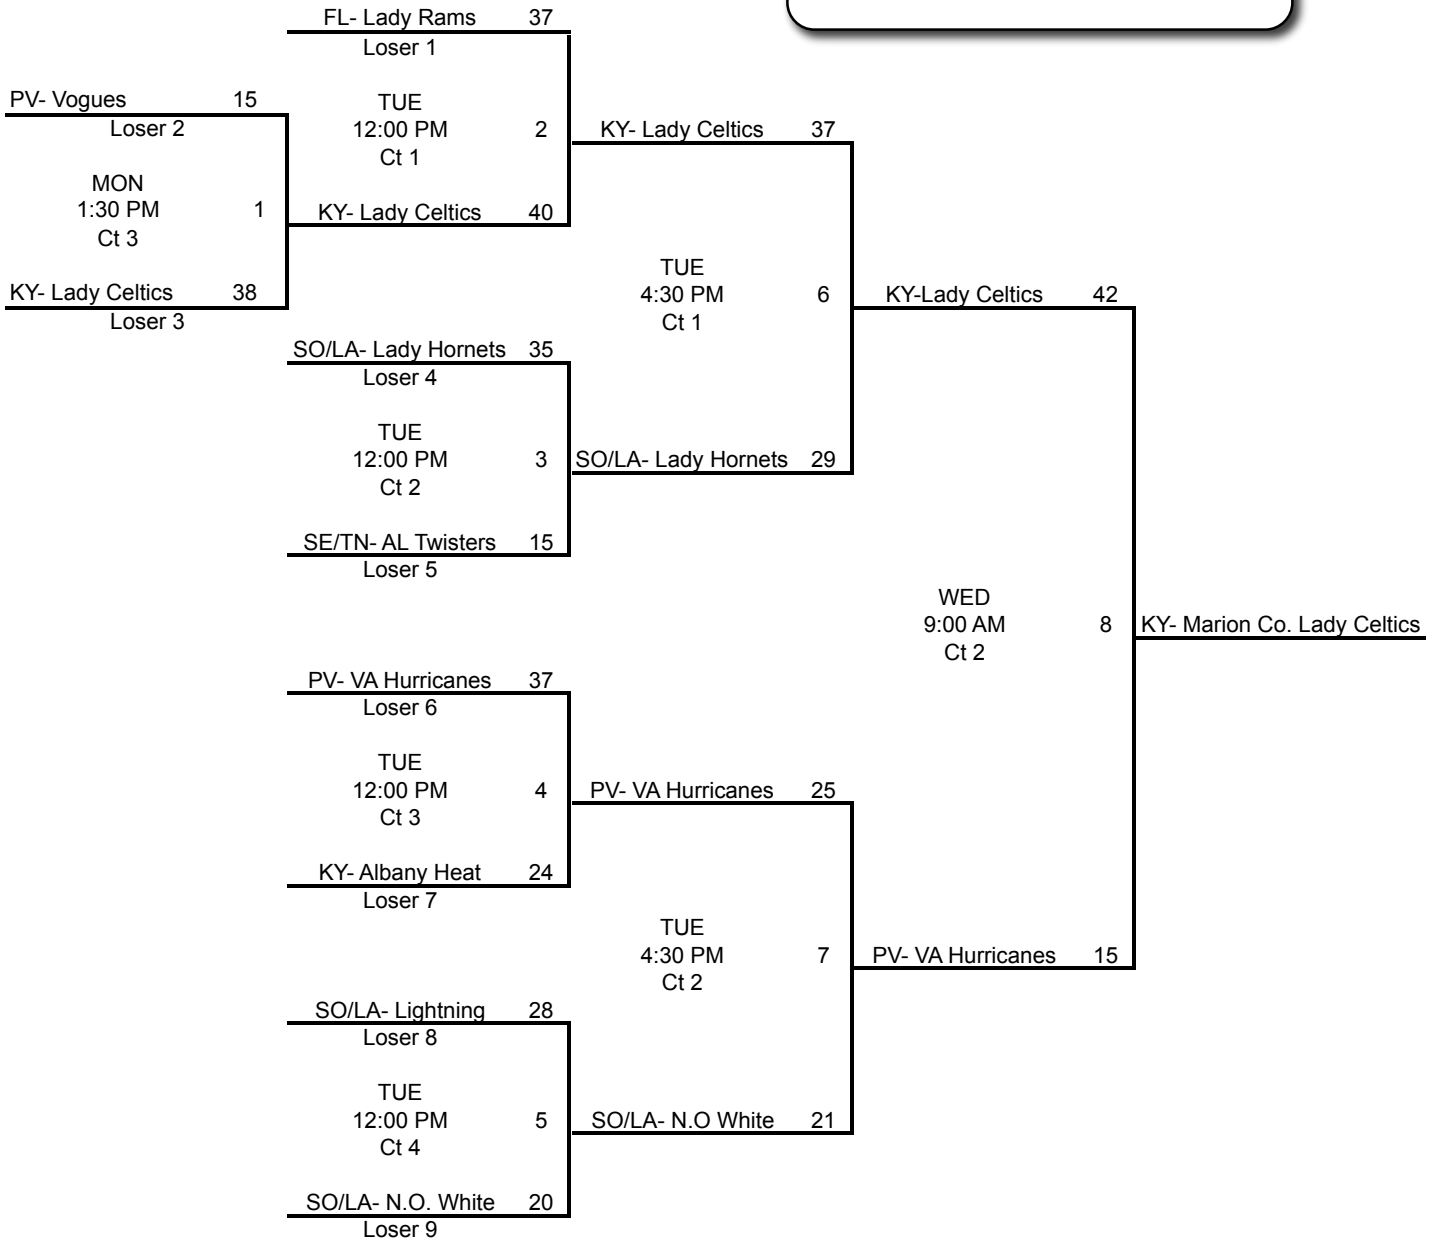 FL- Lady Rams 37
Loser 1
PV- Vogues 15
Loser 2
TUE
12:00 PM 2
Ct 1
KY- Lady Celtics 37
MON
1:30 PM 1
Ct 3
KY- Lady Celtics 40
KY- Lady Celtics 38
Loser 3
TUE
4:30 PM 6
Ct 1
KY-Lady Celtics 42
SO/LA- Lady Hornets 35
Loser 4
TUE
12:00 PM 3
Ct 2
SO/LA- Lady Hornets 29
SE/TN- AL Twisters 15
Loser 5
WED
9:00 AM 8
Ct 2
KY- Marion Co. Lady Celtics
PV- VA Hurricanes 37
Loser 6
TUE
12:00 PM 4
Ct 3
PV- VA Hurricanes 25
KY- Albany Heat 24
Loser 7
TUE
4:30 PM 7
Ct 2
PV- VA Hurricanes 15
SO/LA- Lightning 28
Loser 8
TUE
12:00 PM 5
Ct 4
SO/LA- N.O White 21
SO/LA- N.O. White 20
Loser 9